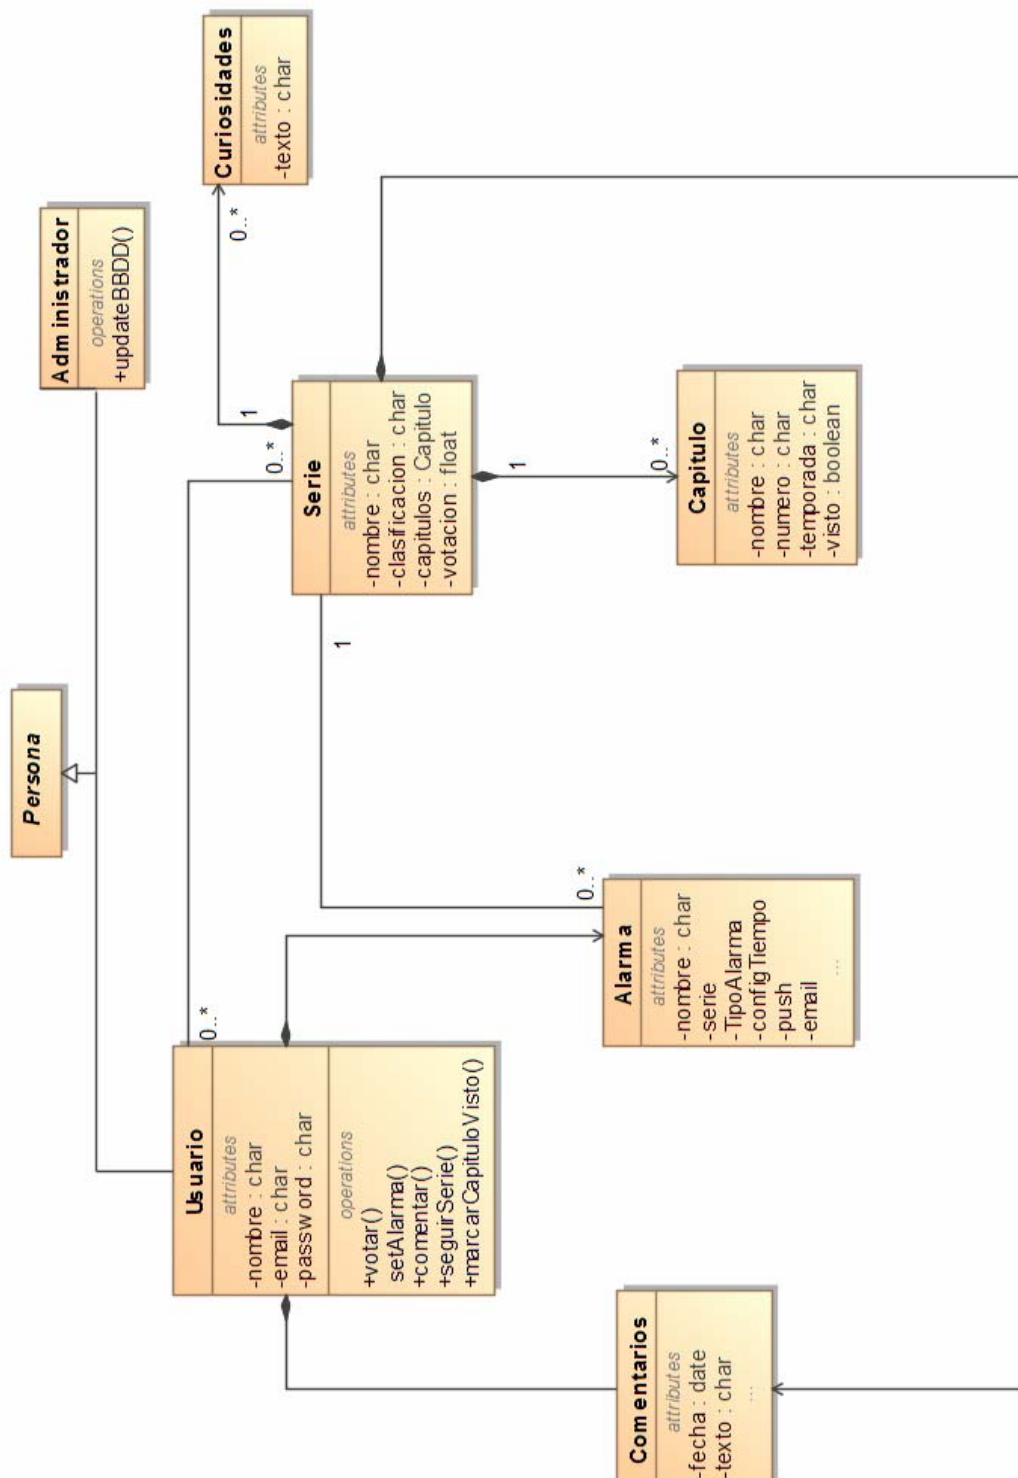 Persona
Administrador
operations
+updateBBDD()
Usuario
attributes
-nombre : char
-email : char
-password : char
operations
+votar()
setAlarma()
+comentar()
+seguirSerie()
+marcarCapituloVisto()
0..*
0..*
Serie
attributes
-nombre : char
-clasificacion : char
-capitulos : Capitulo
-votacion : float
1
0..*
Curiosidades
attributes
-texto : char
1
0..*
Capitulo
attributes
-nombre : char
-numero : char
-temporada : char
-visto : boolean
1
0..*
Alarma
attributes
-nombre : char
-serie
-TipoAlarma
-configTiempo
-push
-email
...
Comentarios
attributes
-fecha : date
-texto : char
...